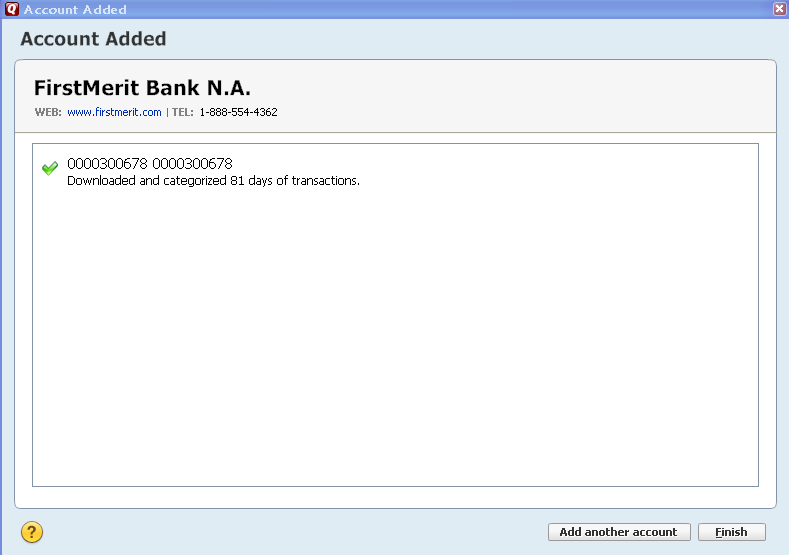 Account Added
Account Added
FirstMerit Bank N.A.
WEB: www.firstmerit.com | TEL: 1-888-554-4362
0000300678 0000300678
Downloaded and categorized 81 days of transactions.
? Add another account Finish